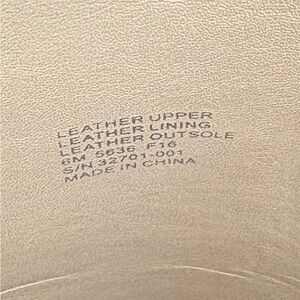 LEATHER UPPER
LEATHER LINING
LEATHER OUTSOLE
6M 5636 F16
S/N 32701-001
MADE IN CHINA